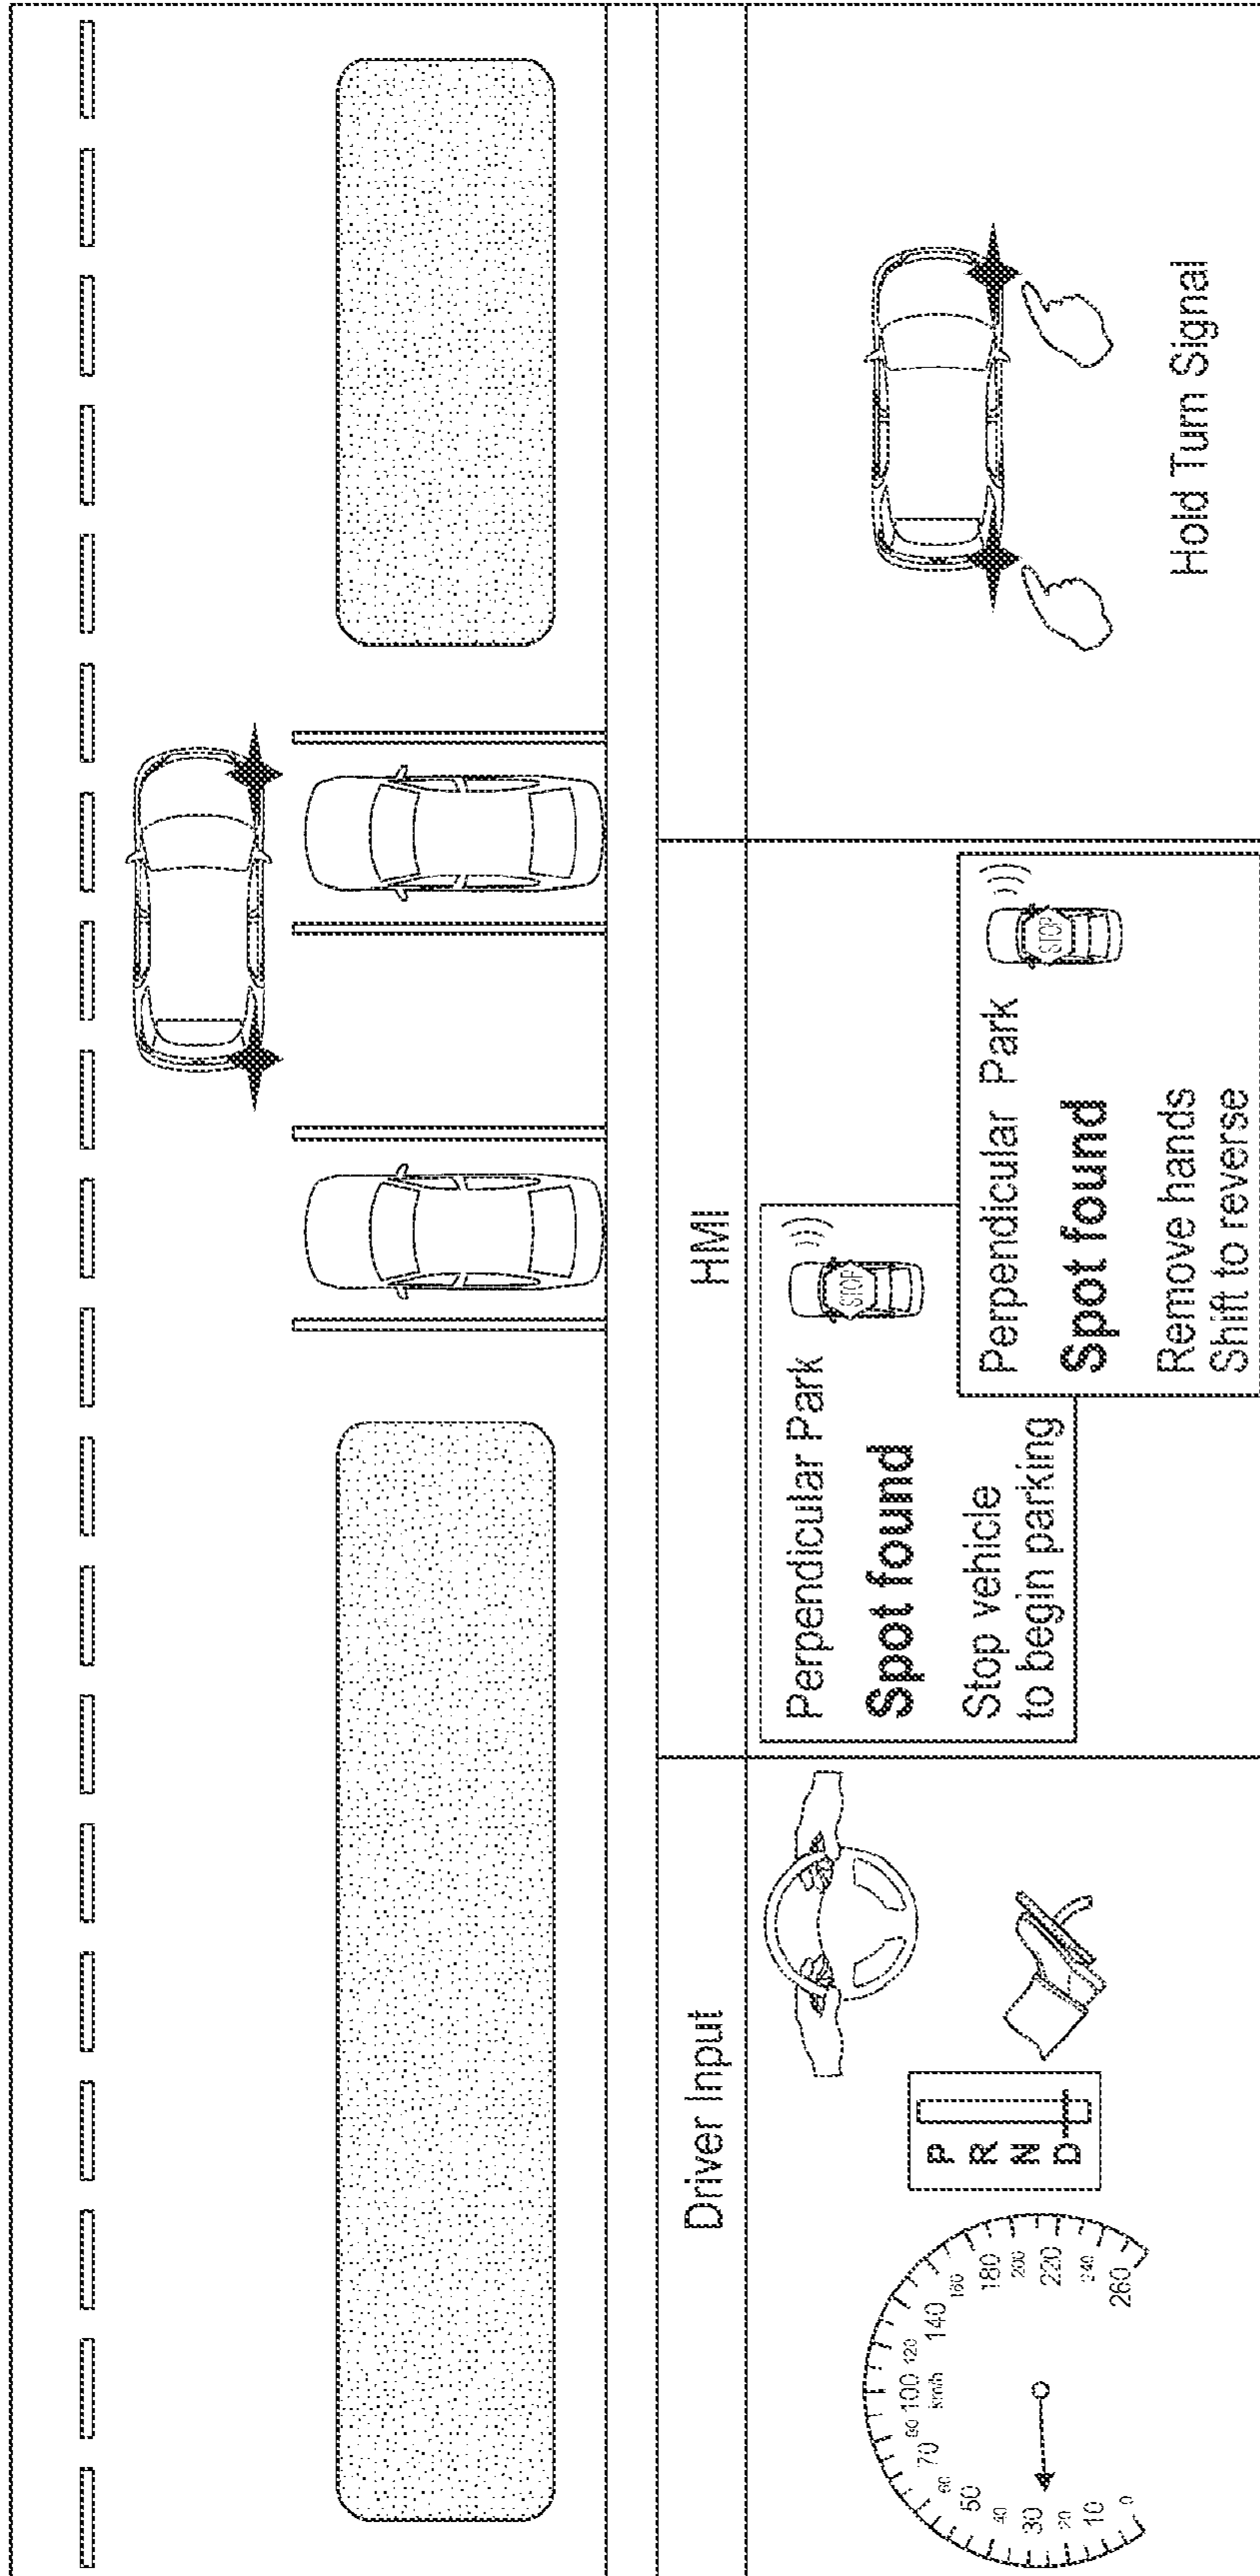 Driver Input
HMI
0
10
20
30
40
50
60
70
80
100
120
140
160
180
200
220
240
260
km/h
P
R
N
D
Perpendicular Park
STOP
Spot found
Stop vehicle
to begin parking
Perpendicular Park
STOP
Spot found
Remove hands
Shift to reverse
Hold Turn Signal